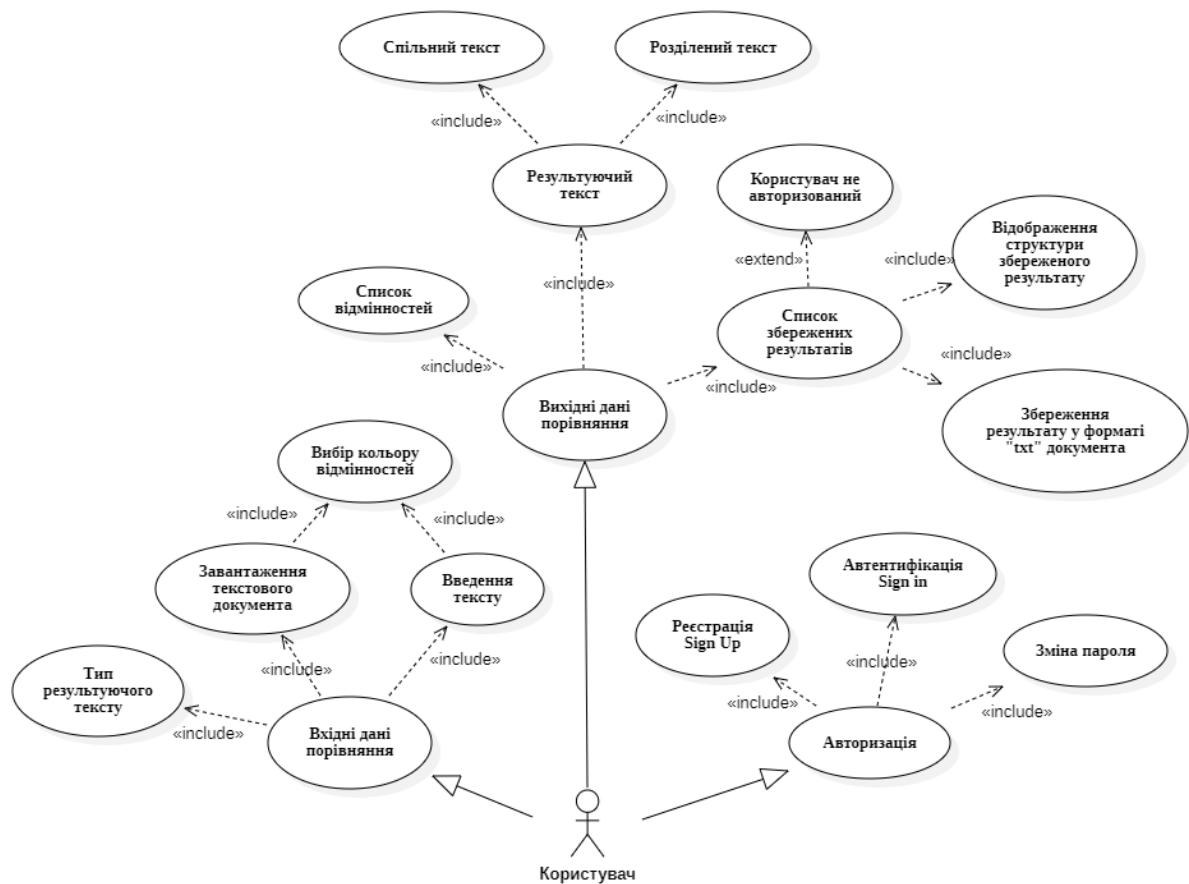 Спільний текст
Розділений текст
«include»
«include»
Результуючий
текст
Користувач не
авторизований
Відображення
структури
збереженого
результату
«extend»
«include»
«include»
Список
відмінностей
Список
збережених
результатів
«include»
«include»
«include»
Вихідні дані
порівняння
Збереження
результату у форматі
"txt" документа
Вибір кольору
відмінностей
«include»
«include»
Завантаження
текстового
документа
Введення
тексту
Автентифікація
Sign in
Реєстрація
Sign Up
Зміна пароля
«include»
«include»
«include»
Тип
результуючого
тексту
«include»
«include»
«include»
Вхідні дані
порівняння
Авторизація
Користувач